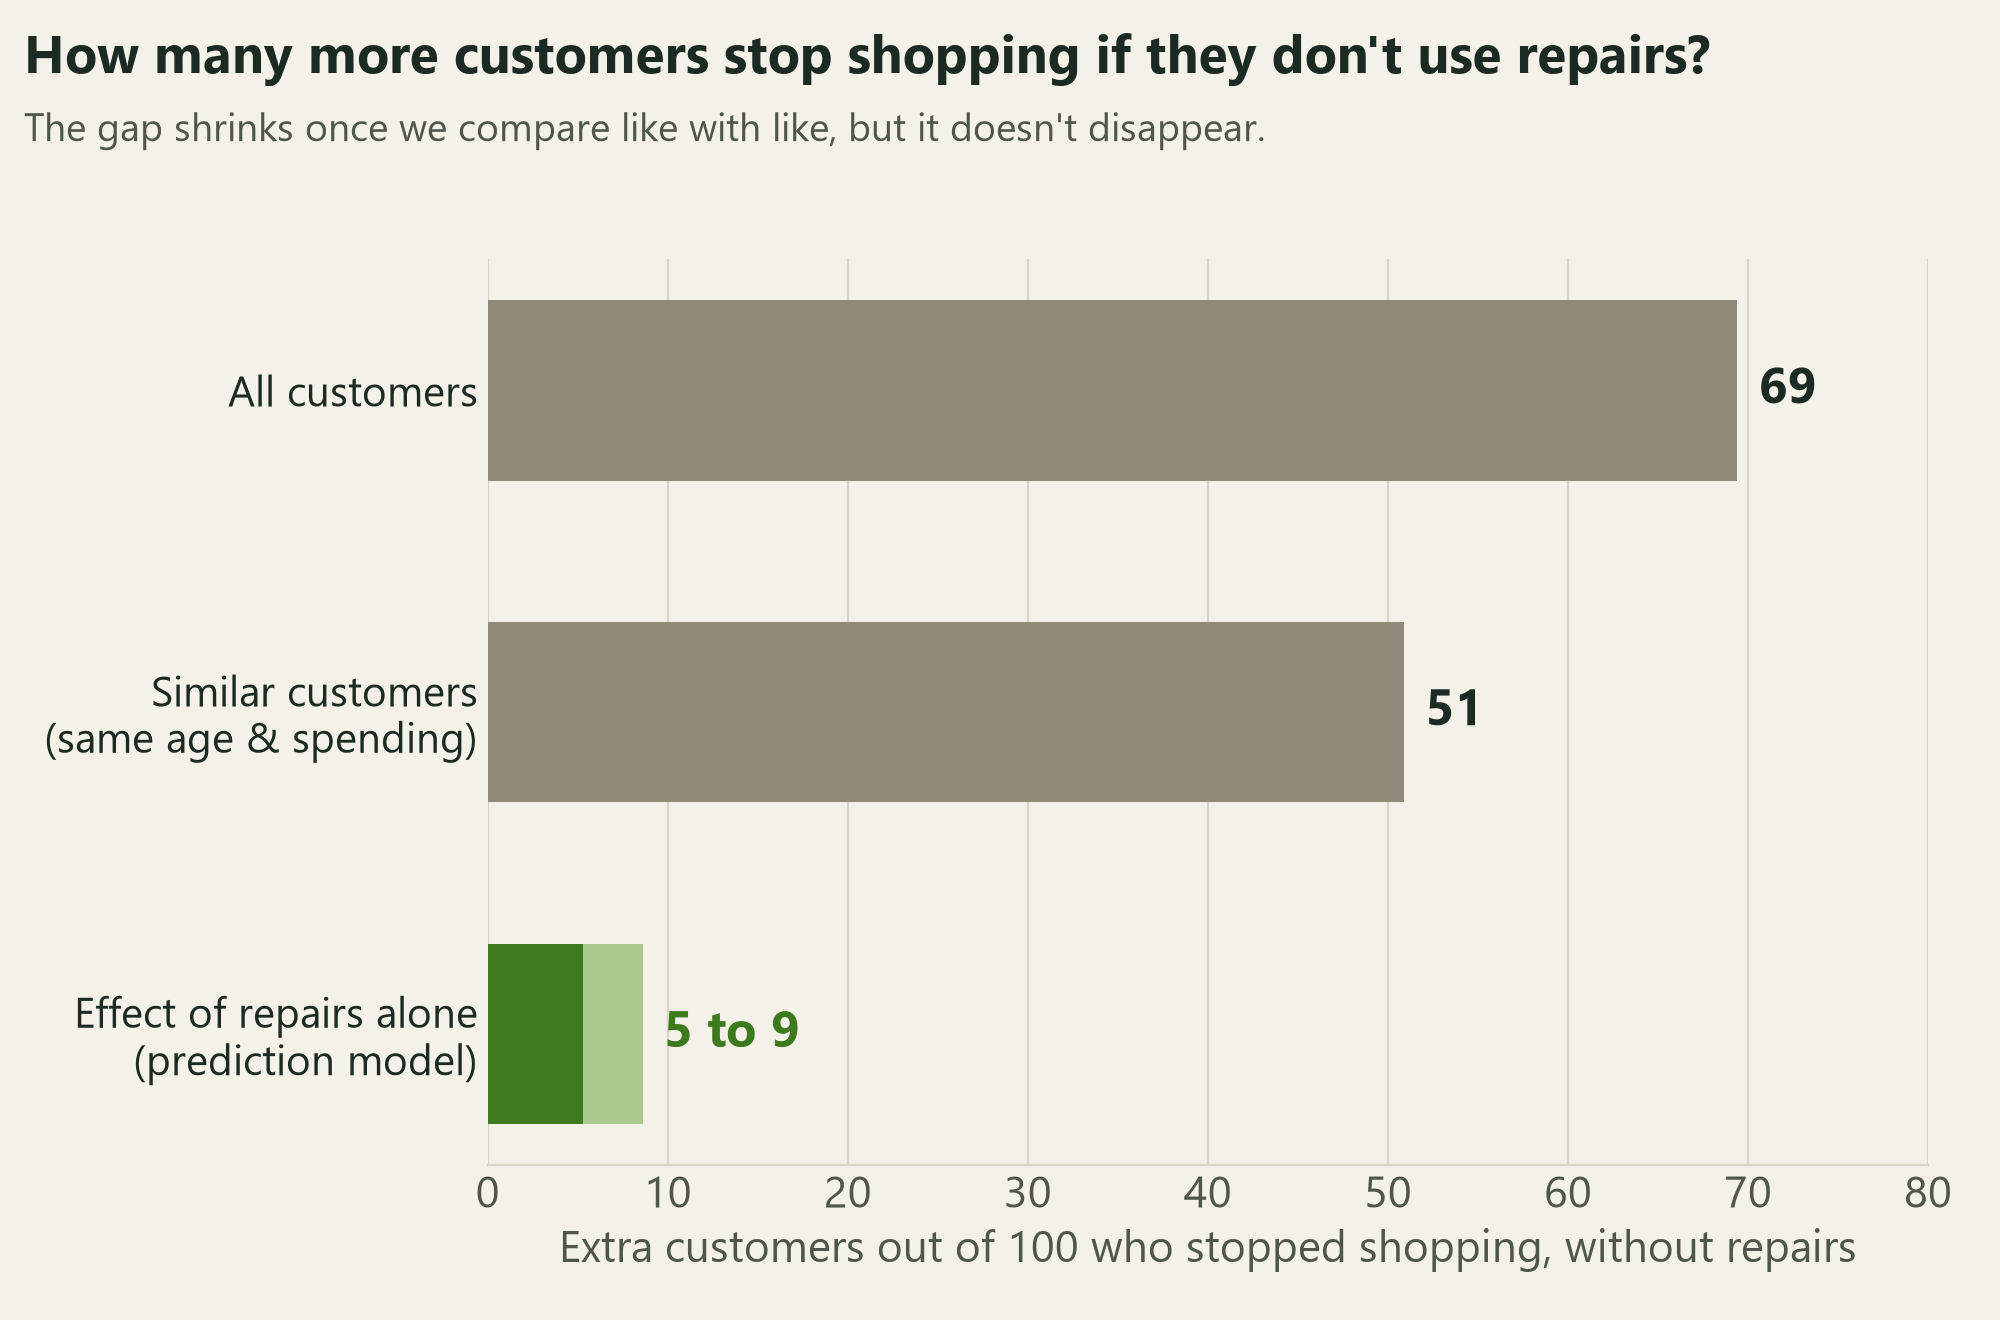 How many more customers stop shopping if they don't use repairs?
The gap shrinks once we compare like with like, but it doesn't disappear.
All customers
69
Similar customers
(same age & spending)
51
Effect of repairs alone
(prediction model)
5 to 9
0 10 20 30 40 50 60 70 80
Extra customers out of 100 who stopped shopping, without repairs